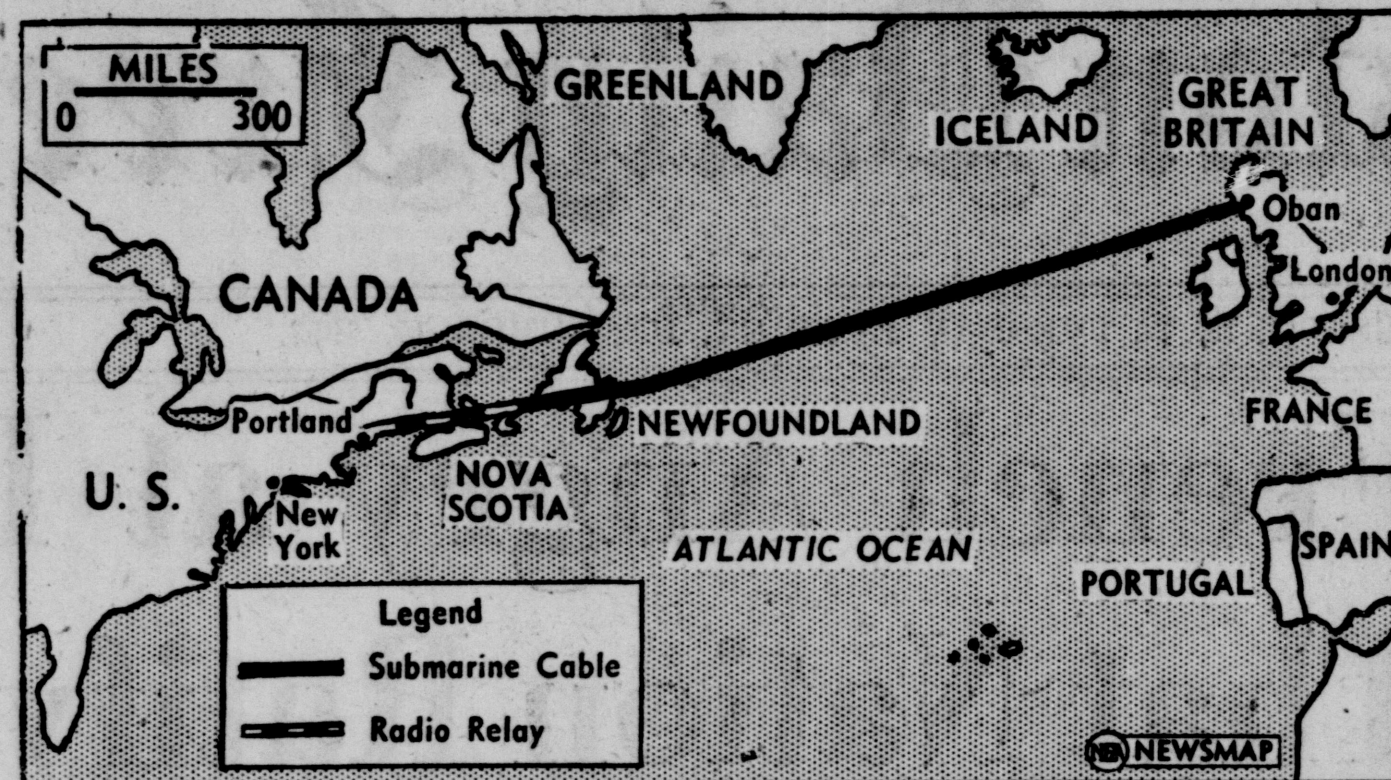 MILES
0 300
GREENLAND
ICELAND
GREAT
BRITAIN
Oban
London
CANADA
Portland
NEWFOUNDLAND
FRANCE
NOVA
SCOTIA
U. S.
New
York
ATLANTIC OCEAN
SPAIN
PORTUGAL
Legend
Submarine Cable
Radio Relay
NEA NEWSMAP